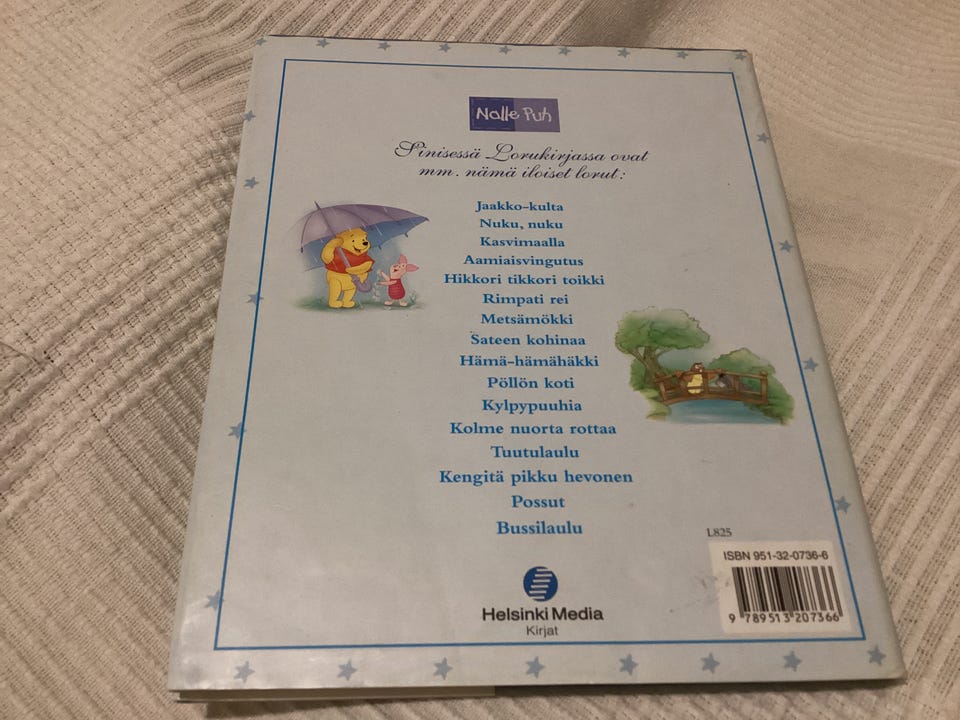 Nalle Puh
Sinisessä Lorukirjassa ovat
mm. nämä iloiset lorut:
Jaakko-kulta
Nuku, nuku
Kasvimaalla
Aamiaisvingutus
Hikkori tikkori toikki
Rimpati rei
Metsämökki
Sateen kohinaa
Hämä-hämähäkki
Pöllön koti
Kylpypuuhia
Kolme nuorta rottaa
Tuutulaulu
Kengitä pikku hevonen
Possut
Bussilaulu
L825
ISBN 951-32-0736-6
9 789513 207366
Helsinki Media
Kirjat